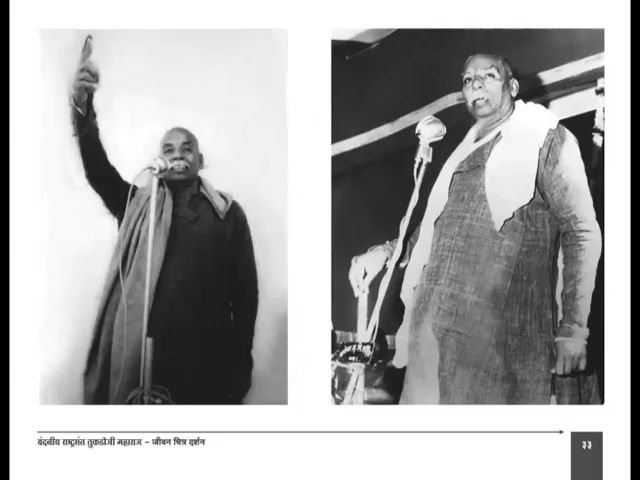 वंदनीय राष्ट्रसंत तुकडोजी महाराज – जीवन चित्र दर्शन
३३